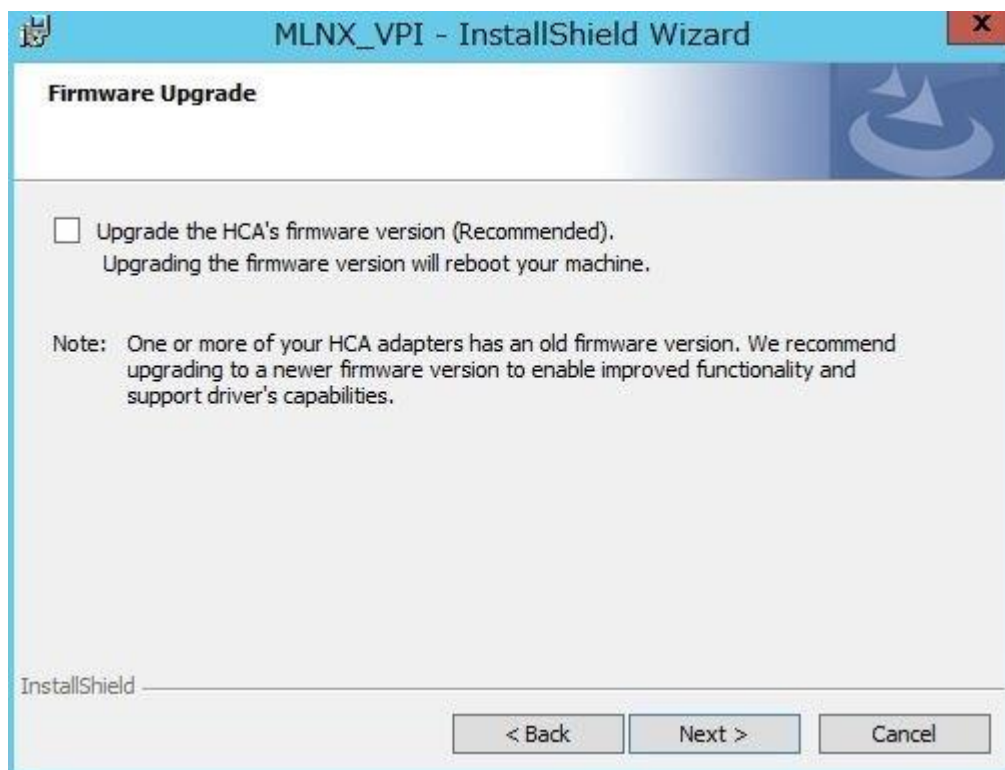 MLNX_VPI - InstallShield Wizard
x
Firmware Upgrade
Upgrade the HCA's firmware version (Recommended).
Upgrading the firmware version will reboot your machine.
Note: One or more of your HCA adapters has an old firmware version. We recommend
upgrading to a newer firmware version to enable improved functionality and
support driver's capabilities.
InstallShield
< Back Next > Cancel